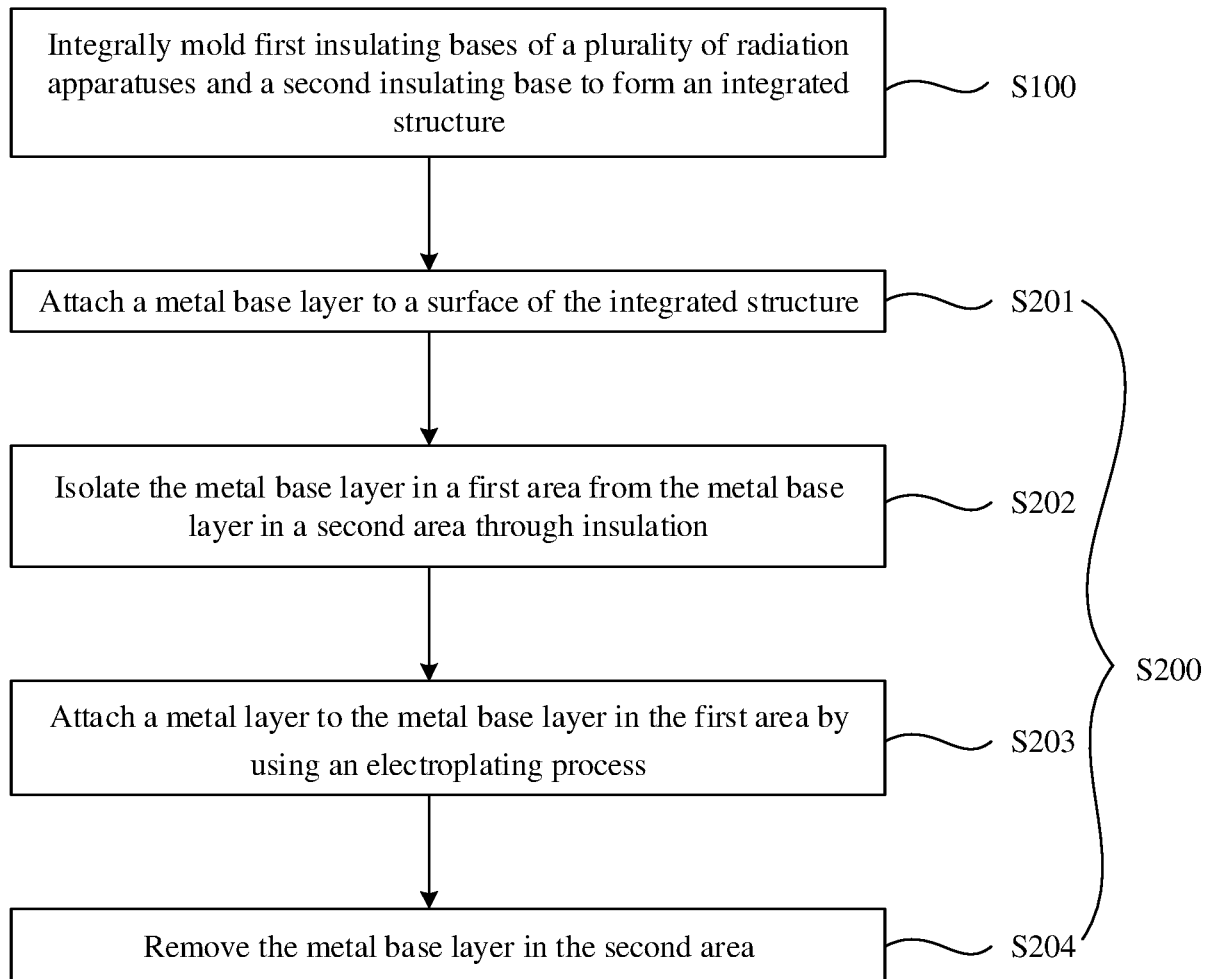 Integrally mold first insulating bases of a plurality of radiation
apparatuses and a second insulating base to form an integrated
structure
S100
Attach a metal base layer to a surface of the integrated structure
S201
Isolate the metal base layer in a first area from the metal base
layer in a second area through insulation
S202
S200
Attach a metal layer to the metal base layer in the first area by
using an electroplating process
S203
Remove the metal base layer in the second area
S204